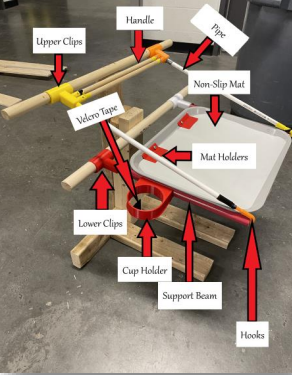 Handle
Pipe
Upper Clips
Non-Slip Mat
Velcro Tape
Mat Holders
Lower Clips
Cup Holder
Support Beam
Hooks